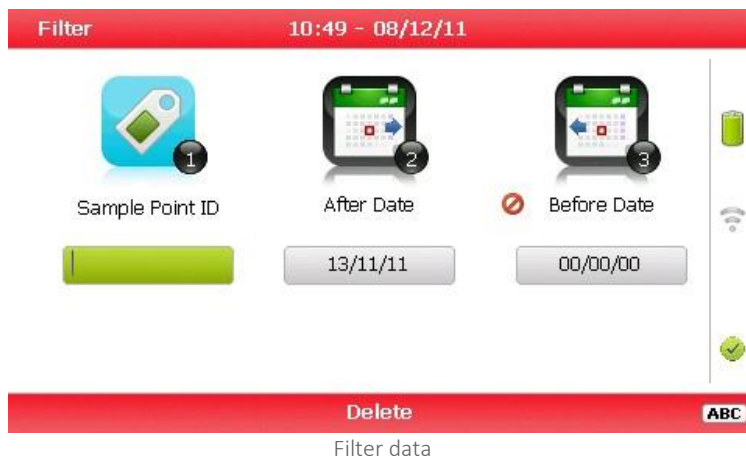 Filter 10:49 - 08/12/11
1 2 3
Sample Point ID After Date Before Date
13/11/11 00/00/00
Delete ABC
Filter data